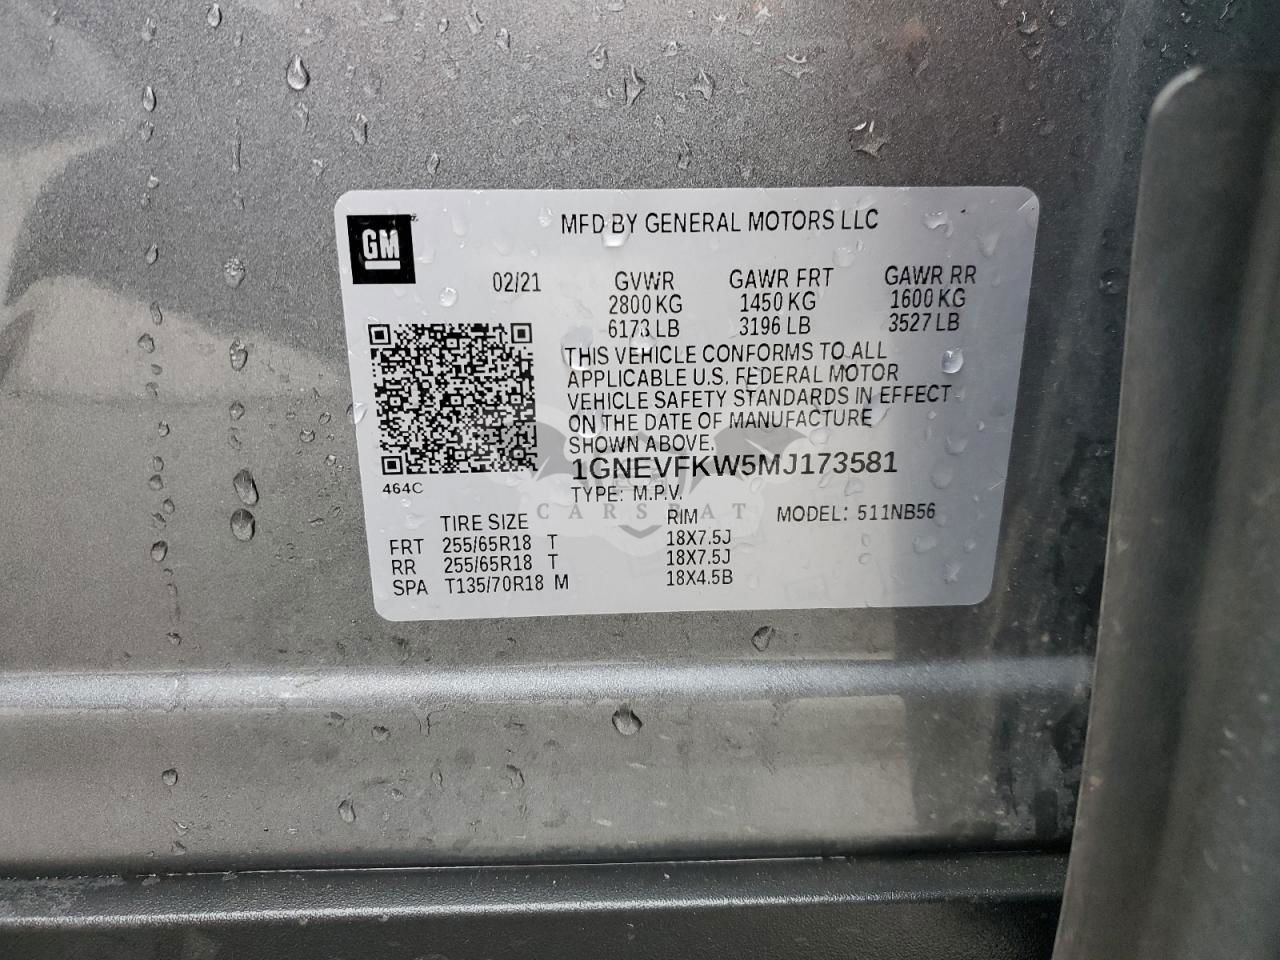 MFD BY GENERAL MOTORS LLC
GM
02/21 GVWR GAWR FRT GAWR RR
2800 KG 1450 KG 1600 KG
6173 LB 3196 LB 3527 LB
THIS VEHICLE CONFORMS TO ALL
APPLICABLE U.S. FEDERAL MOTOR
VEHICLE SAFETY STANDARDS IN EFFECT
ON THE DATE OF MANUFACTURE
SHOWN ABOVE.
1GNEVFKW5MJ173581
464C
TYPE: M.P.V.
CARSBAT
TIRE SIZE RIM MODEL: 511NB56
FRT 255/65R18 T 18X7.5J
RR 255/65R18 T 18X7.5J
SPA T135/70R18 M 18X4.5B